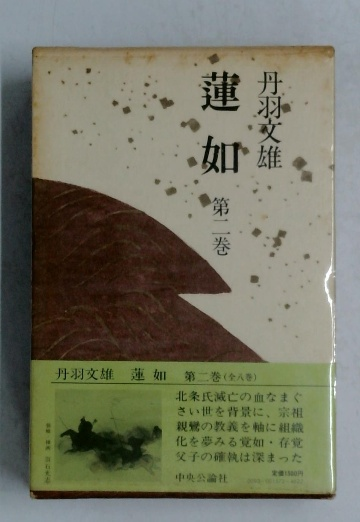 丹羽文雄
蓮如
第二巻
丹羽文雄 蓮如 第二巻(全八巻)
北条氏滅亡の血なまぐ
さい世を背景に、宗祖
親鸞の教義を軸に組織
化を夢みる覚如・存覚
父子の確執は深まった
中央公論社